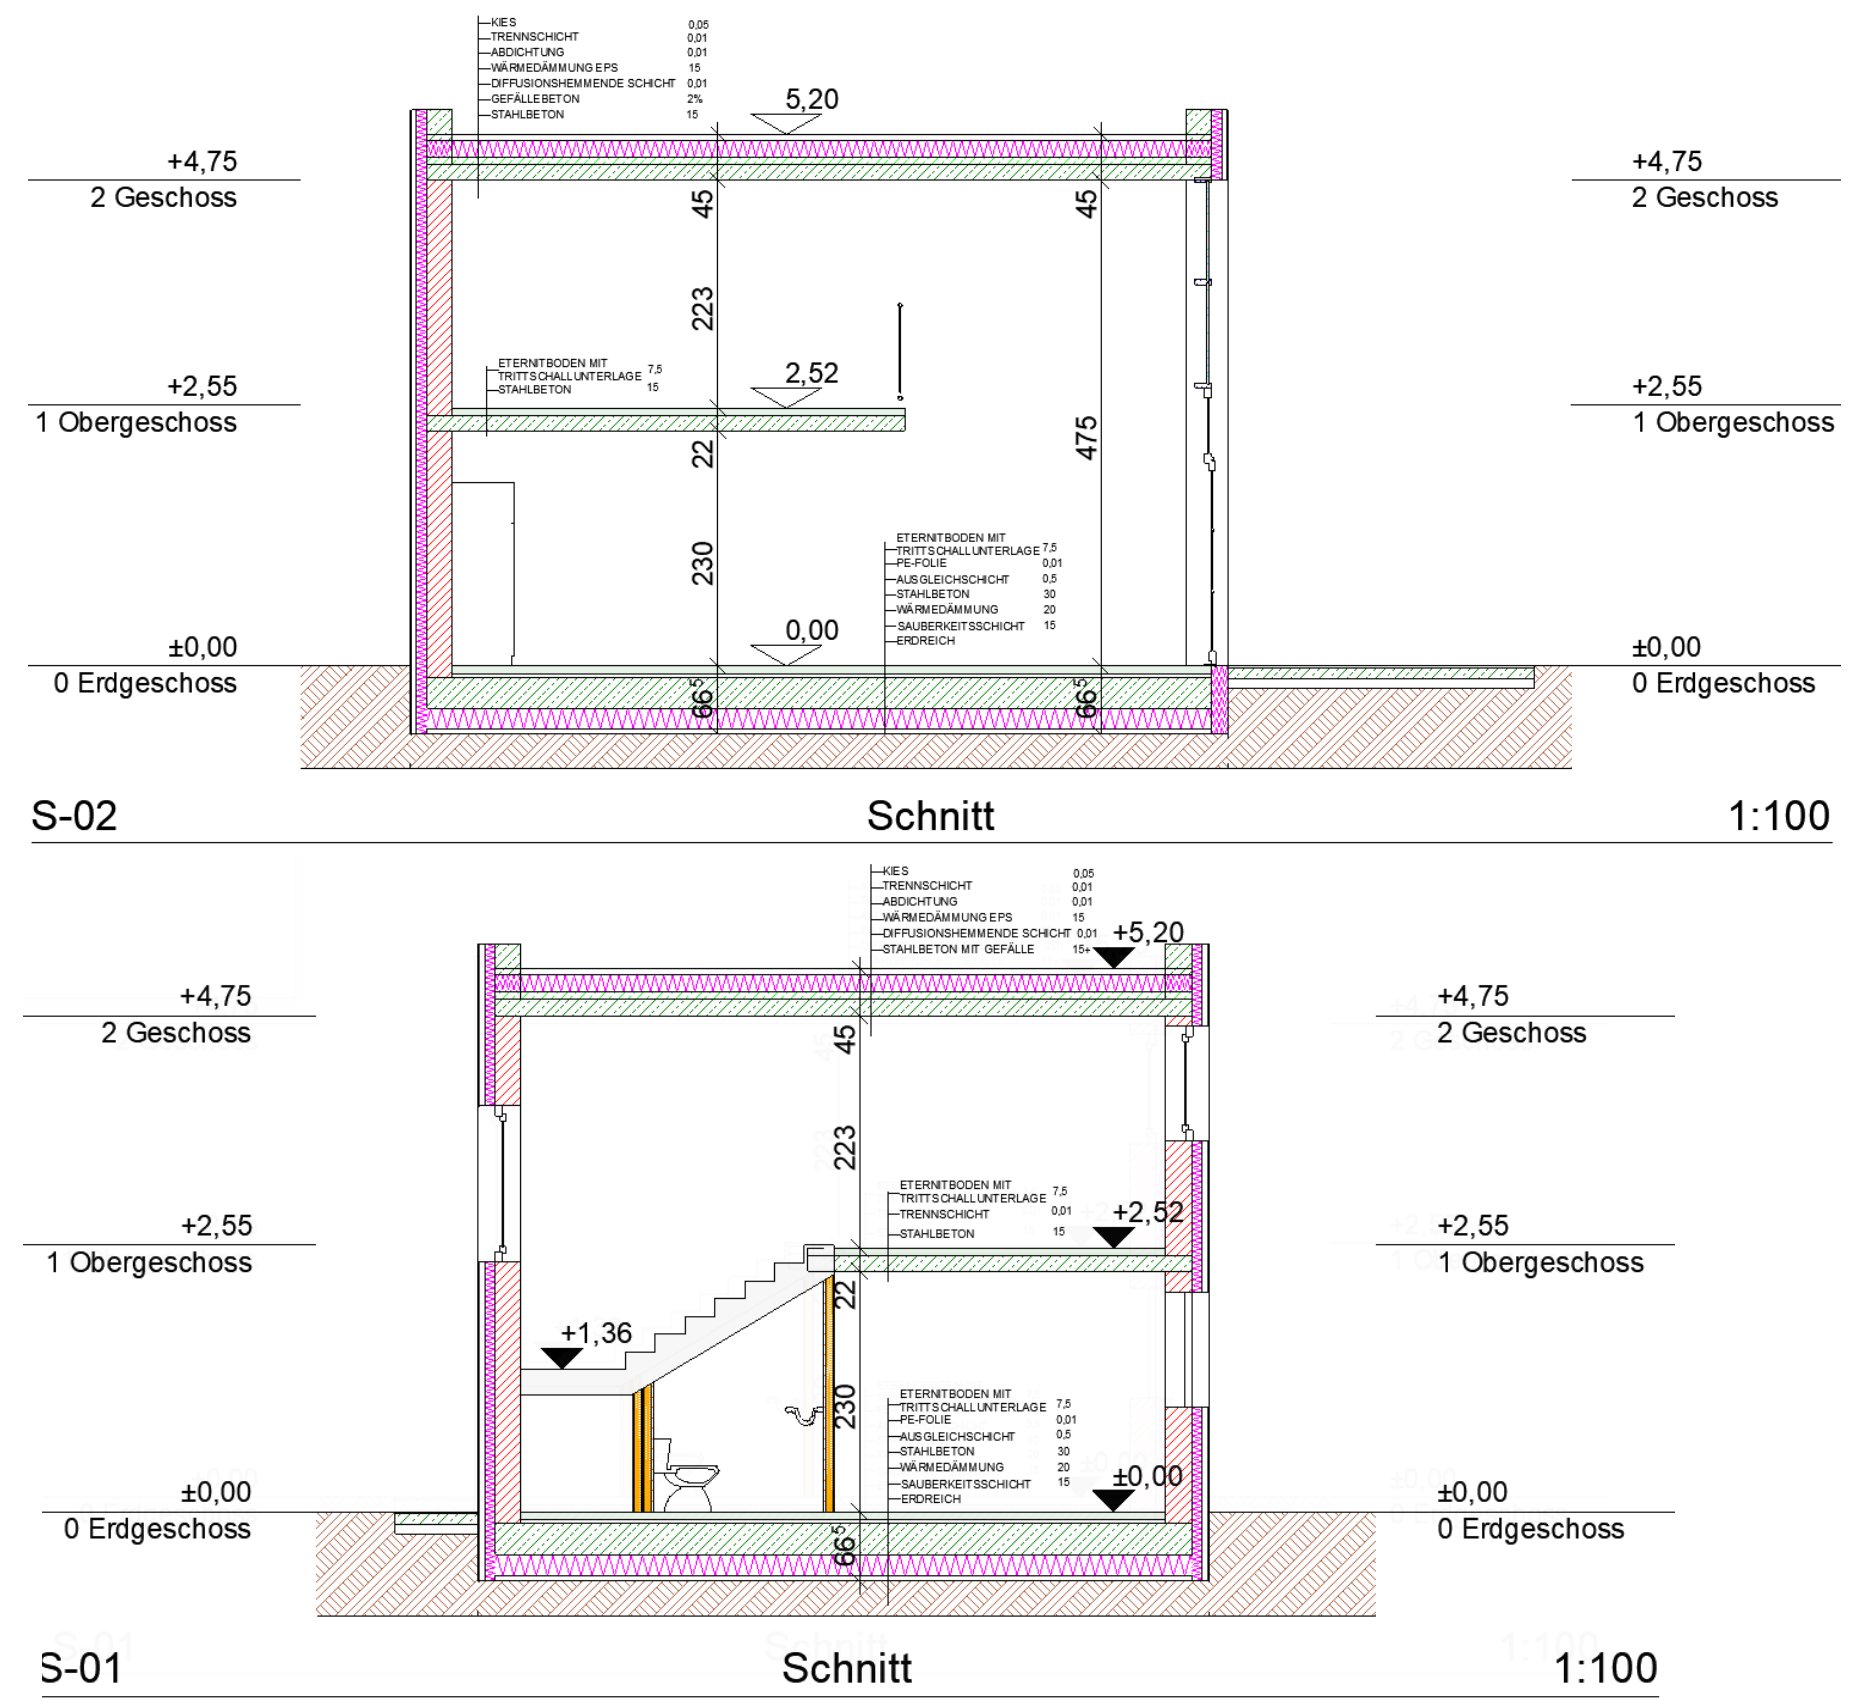 KIES 0,05
TRENNSCHICHT 0,01
ABDICHTUNG 0,01
WÄRMEDÄMMUNG EPS 15
DIFFUSIONSHEMMENDE SCHICHT 0,01
GEFÄLLEBETON 2%
STAHLBETON 15
5,20
+4,75
2 Geschoss
+4,75
2 Geschoss
45
45
223
ETERNITBODEN MIT
TRITTSCHALLUNTERLAGE 7,5
STAHLBETON 15
2,52
+2,55
1 Obergeschoss
+2,55
1 Obergeschoss
22
475
230
ETERNITBODEN MIT
TRITTSCHALLUNTERLAGE 7,5
PE-FOLIE 0,01
AUSGLEICHSCHICHT 0,5
STAHLBETON 30
WÄRMEDÄMMUNG 20
SAUBERKEITSSCHICHT 15
ERDREICH
0,00
±0,00
0 Erdgeschoss
±0,00
0 Erdgeschoss
66⁵
66⁵
S-02 Schnitt 1:100
KIES 0,05
TRENNSCHICHT 0,01
ABDICHTUNG 0,01
WÄRMEDÄMMUNG EPS 15
DIFFUSIONSHEMMENDE SCHICHT 0,01
STAHLBETON MIT GEFÄLLE 15+
+5,20
+4,75
2 Geschoss
+4,75
2 Geschoss
45
223
ETERNITBODEN MIT
TRITTSCHALLUNTERLAGE 7,5
TRENNSCHICHT 0,01
STAHLBETON 15
+2,52
+2,55
1 Obergeschoss
+2,55
1 Obergeschoss
22
+1,36
230
ETERNITBODEN MIT
TRITTSCHALLUNTERLAGE 7,5
PE-FOLIE 0,01
AUSGLEICHSCHICHT 0,5
STAHLBETON 30
WÄRMEDÄMMUNG 20
SAUBERKEITSSCHICHT 15
ERDREICH
±0,00
±0,00
0 Erdgeschoss
±0,00
0 Erdgeschoss
66⁵
S-01 Schnitt 1:100